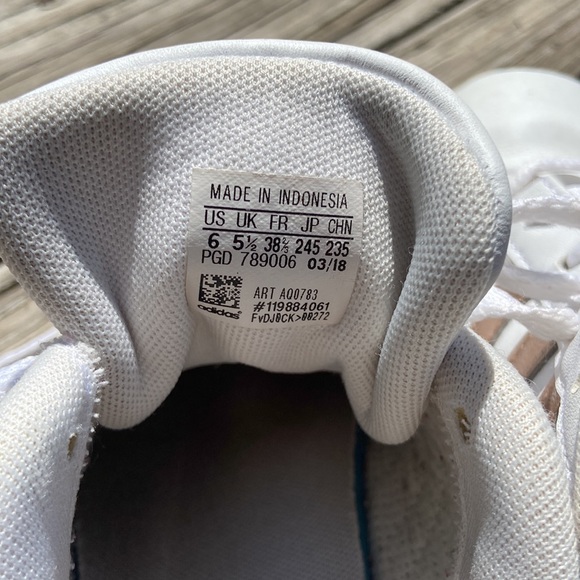 MADE IN INDONESIA
US UK FR JP CHN
6 5½ 38⅔ 245 235
PGD 789006 03/18
ART AQ0783
#119884061
FvDJ0CK>00272
adidas